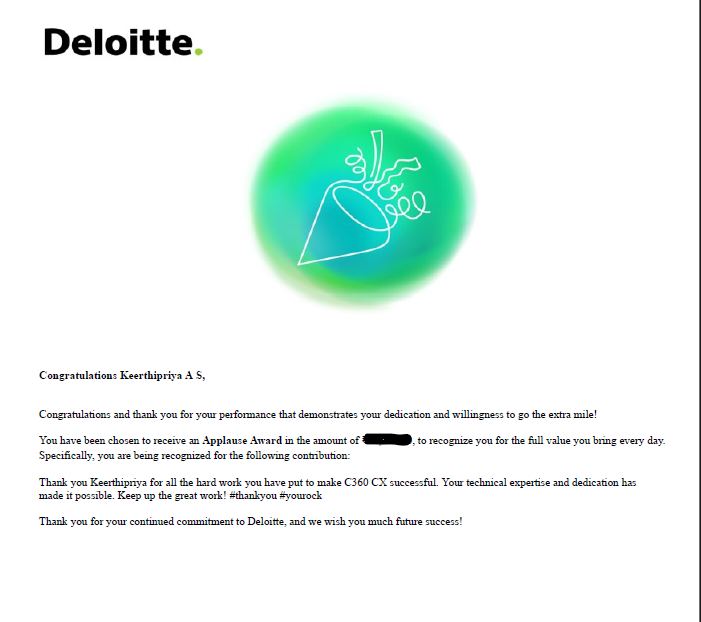 Deloitte.
Congratulations Keerthipriya A S,
Congratulations and thank you for your performance that demonstrates your dedication and willingness to go the extra mile!
You have been chosen to receive an Applause Award in the amount of , to recognize you for the full value you bring every day.
Specifically, you are being recognized for the following contribution:
Thank you Keerthipriya for all the hard work you have put to make C360 CX successful. Your technical expertise and dedication has
made it possible. Keep up the great work! #thankyou #yourock
Thank you for your continued commitment to Deloitte, and we wish you much future success!